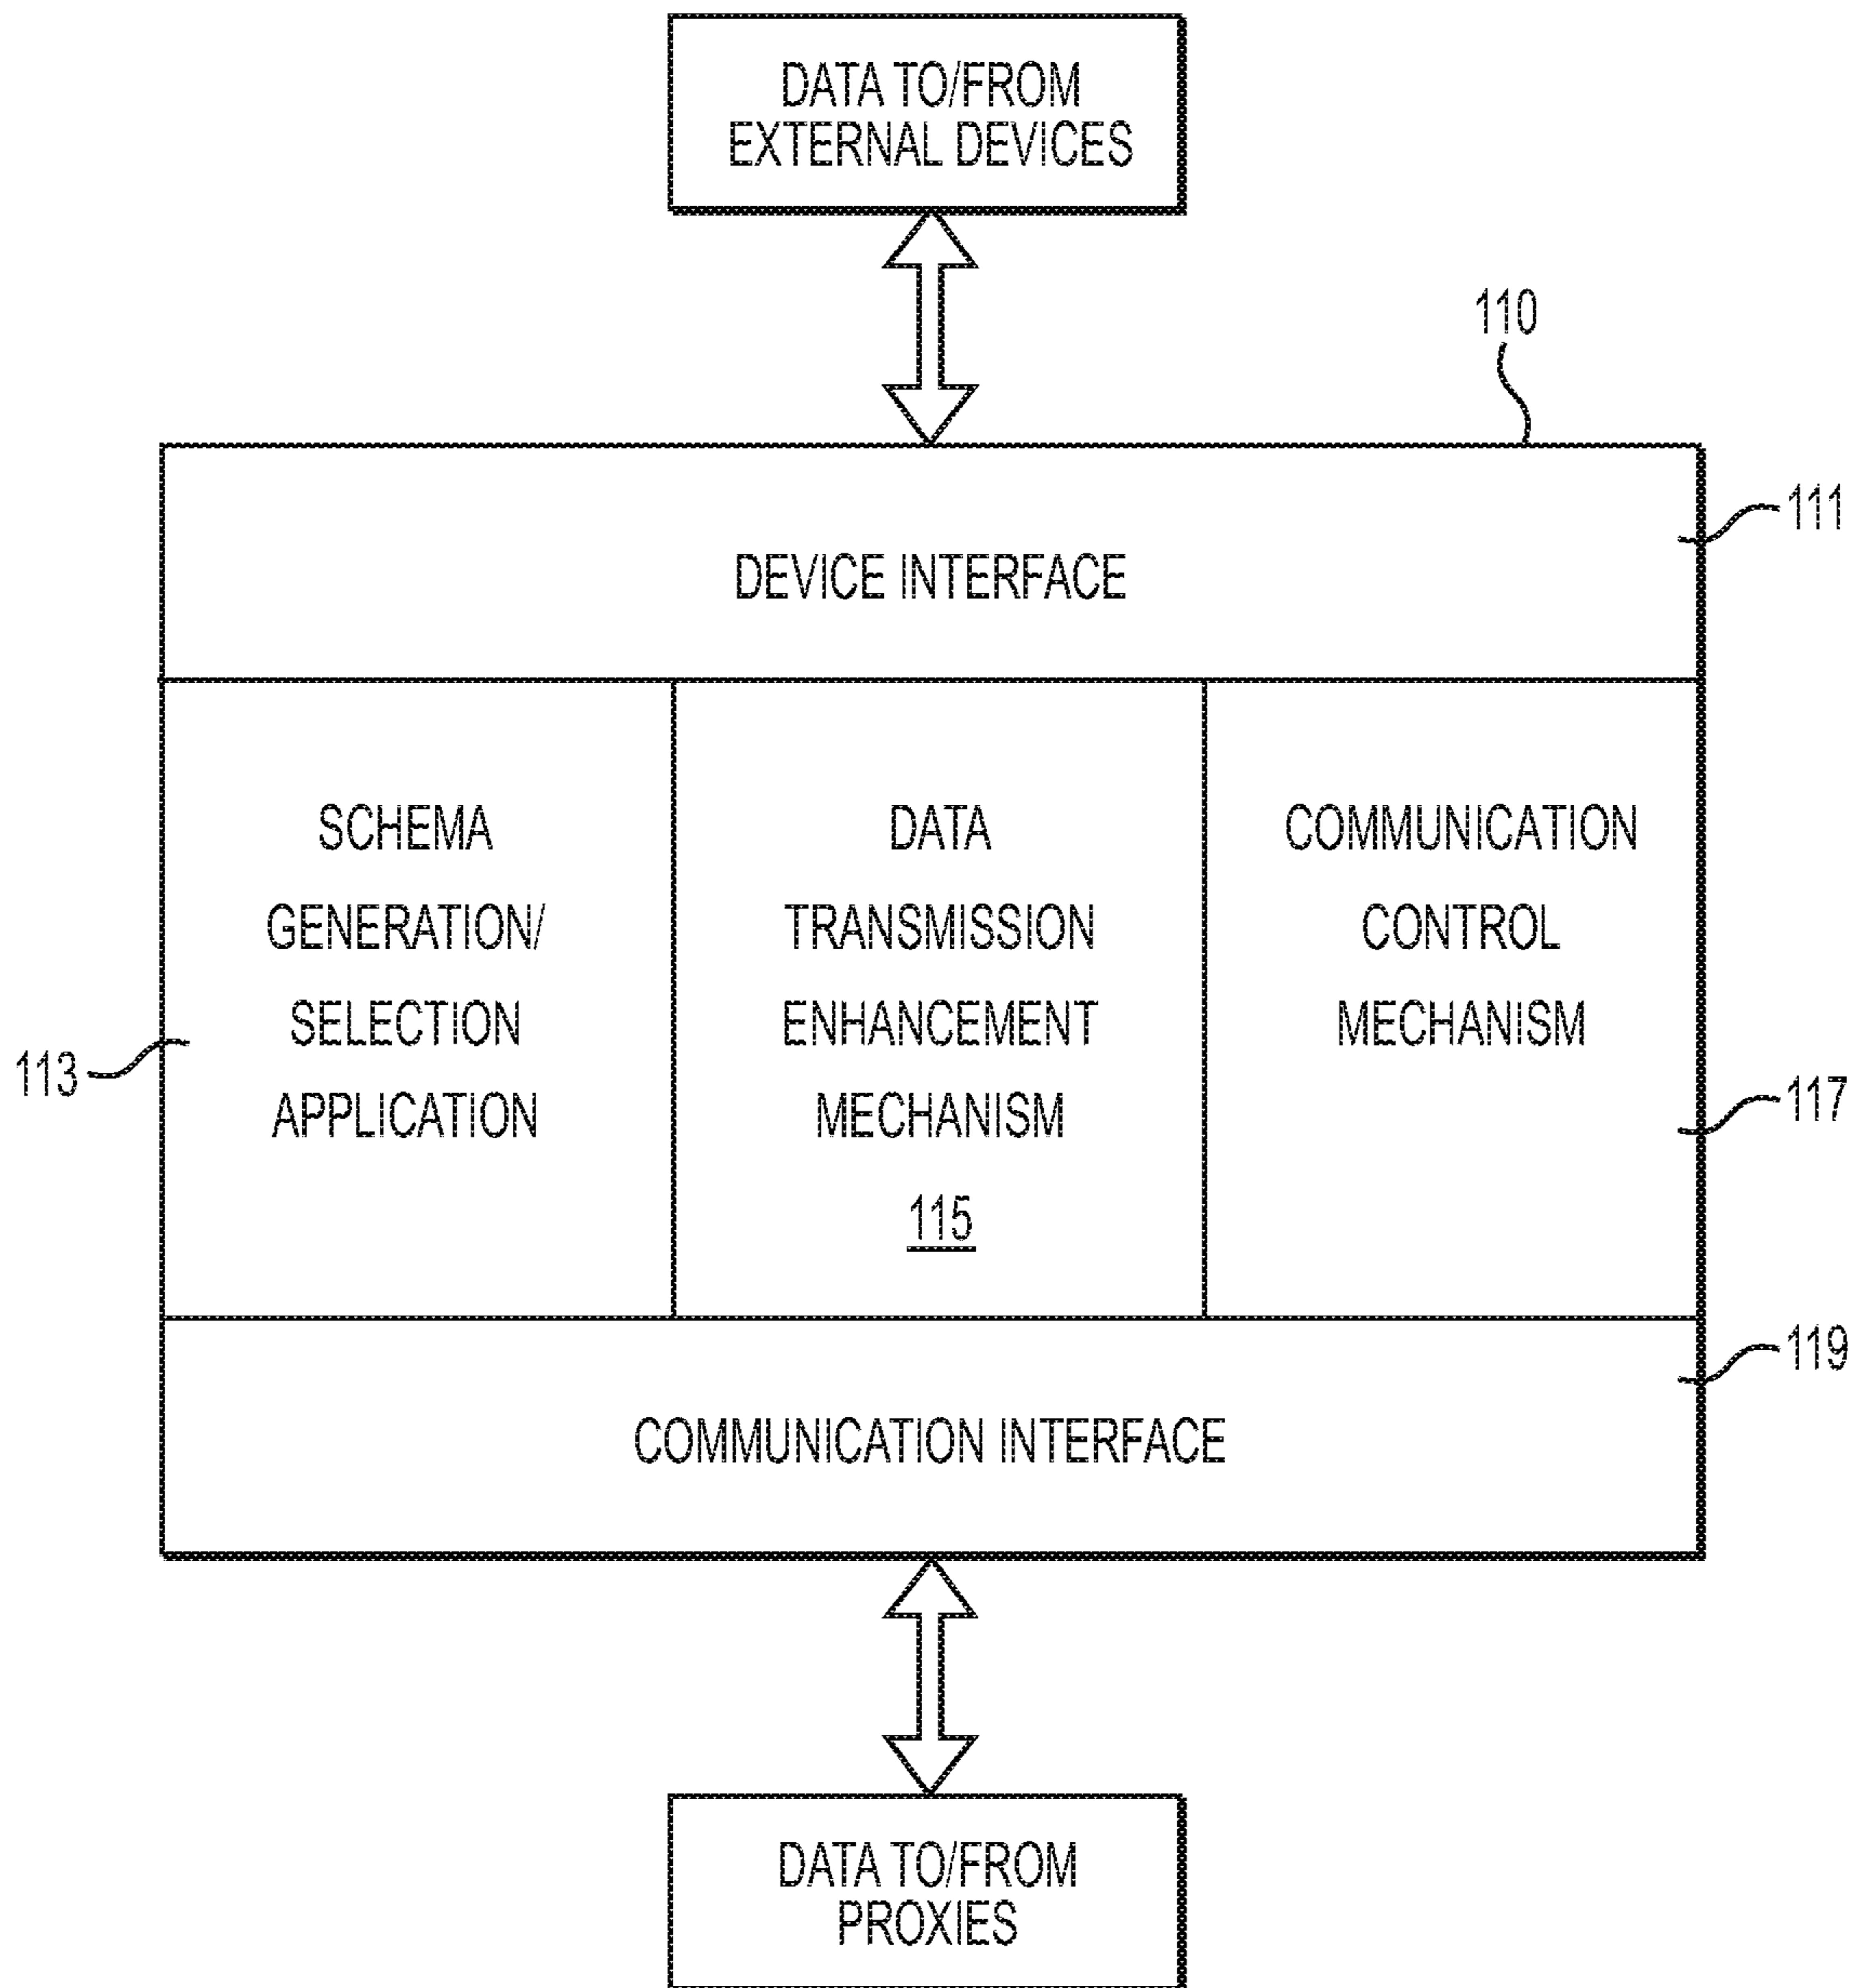 DATA TO/FROM
EXTERNAL DEVICES
110
111
DEVICE INTERFACE
SCHEMA
GENERATION/
SELECTION
APPLICATION
113
DATA
TRANSMISSION
ENHANCEMENT
MECHANISM
115
COMMUNICATION
CONTROL
MECHANISM
117
119
COMMUNICATION INTERFACE
DATA TO/FROM
PROXIES